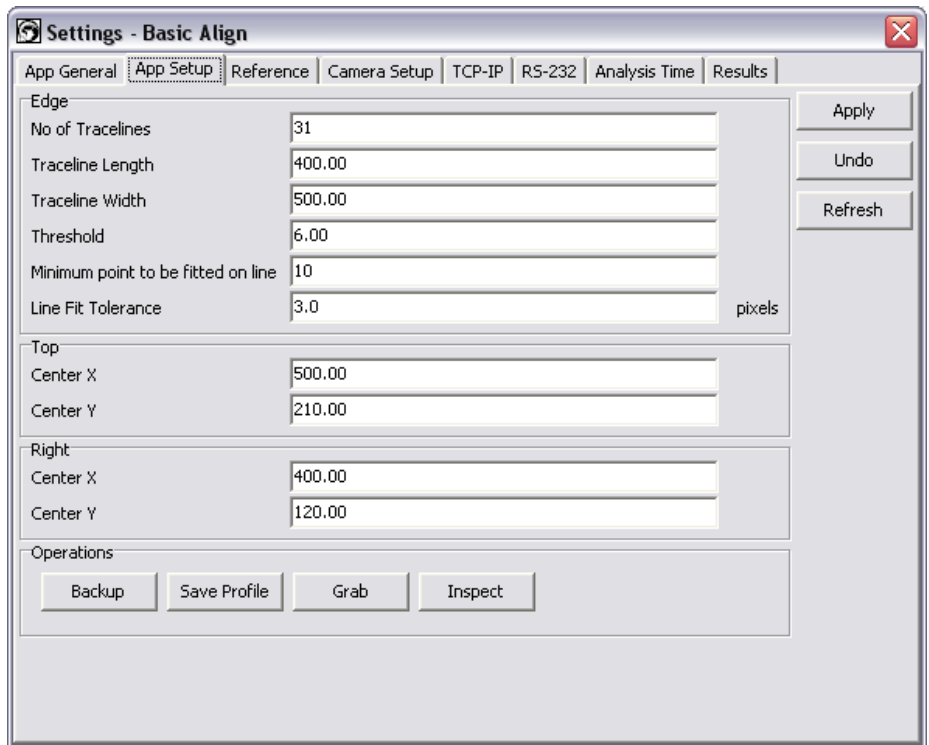 Settings - Basic Align
App General App Setup Reference Camera Setup TCP-IP RS-232 Analysis Time Results
Edge
No of Tracelines 31
Traceline Length 400.00
Traceline Width 500.00
Threshold 6.00
Minimum point to be fitted on line 10
Line Fit Tolerance 3.0 pixels
Top
Center X 500.00
Center Y 210.00
Right
Center X 400.00
Center Y 120.00
Operations
Backup Save Profile Grab Inspect
Apply
Undo
Refresh